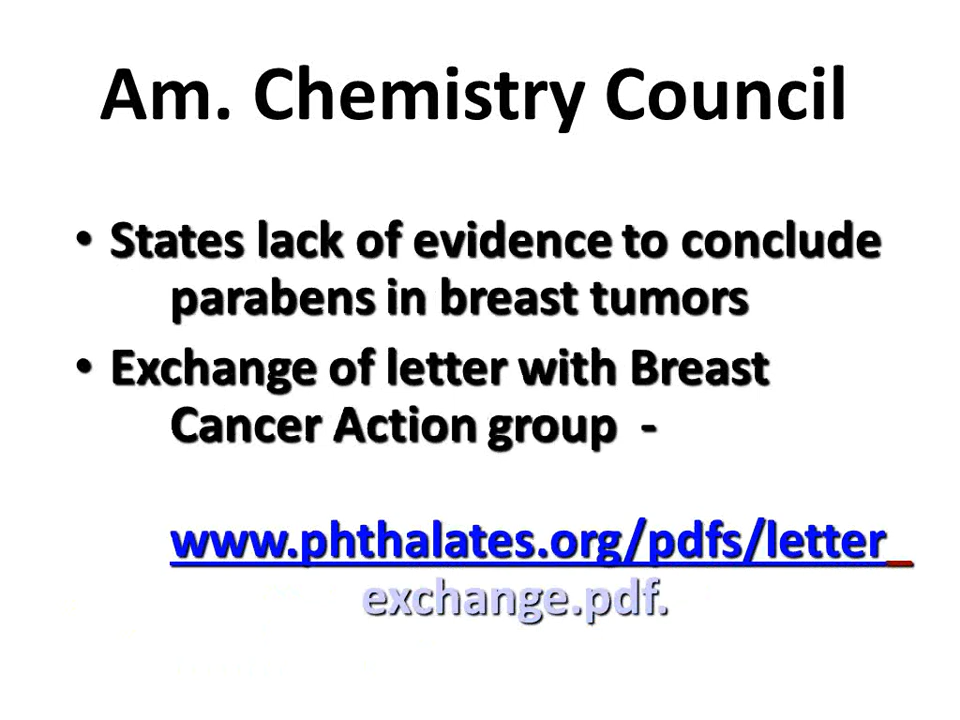 Am. Chemistry Council
• States lack of evidence to conclude
parabens in breast tumors
• Exchange of letter with Breast
Cancer Action group -
www.phthalates.org/pdfs/letter_
exchange.pdf.